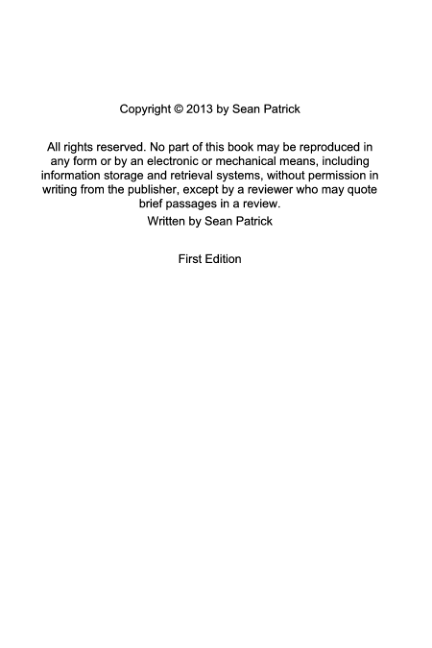 Copyright © 2013 by Sean Patrick
All rights reserved. No part of this book may be reproduced in
any form or by an electronic or mechanical means, including
information storage and retrieval systems, without permission in
writing from the publisher, except by a reviewer who may quote
brief passages in a review.
Written by Sean Patrick
First Edition